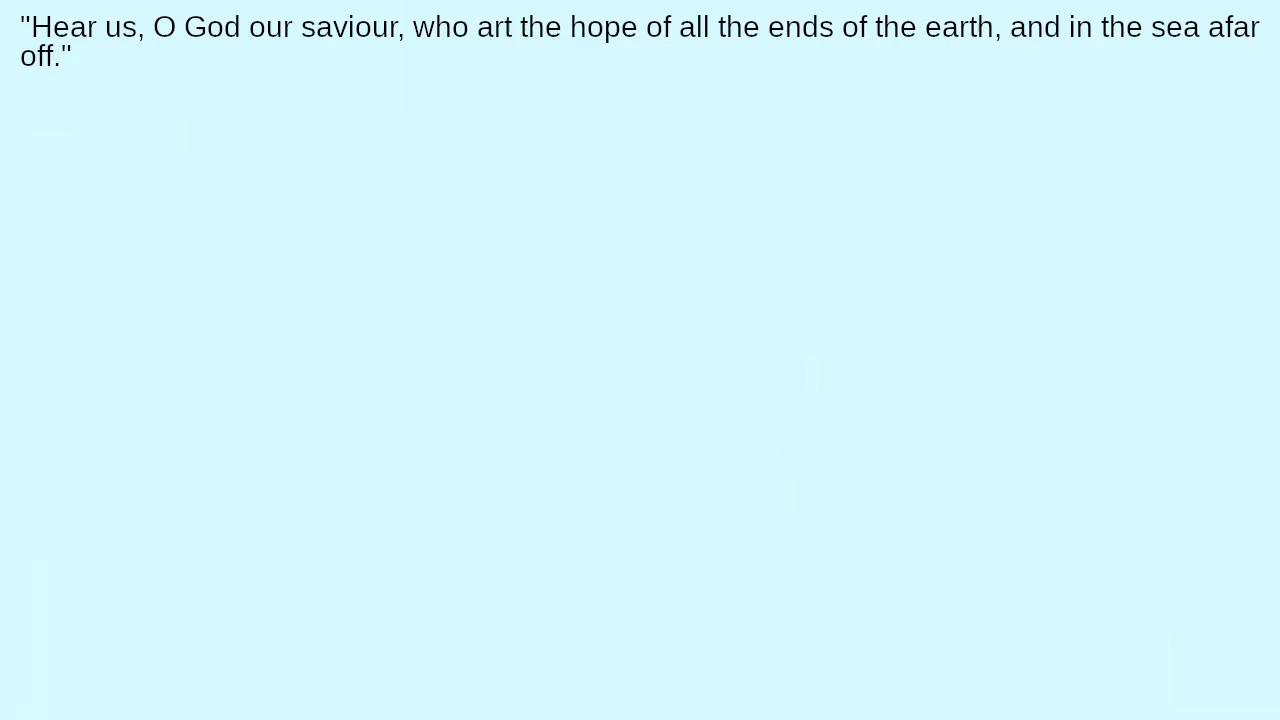 "Hear us, O God our saviour, who art the hope of all the ends of the earth, and in the sea afar
off."